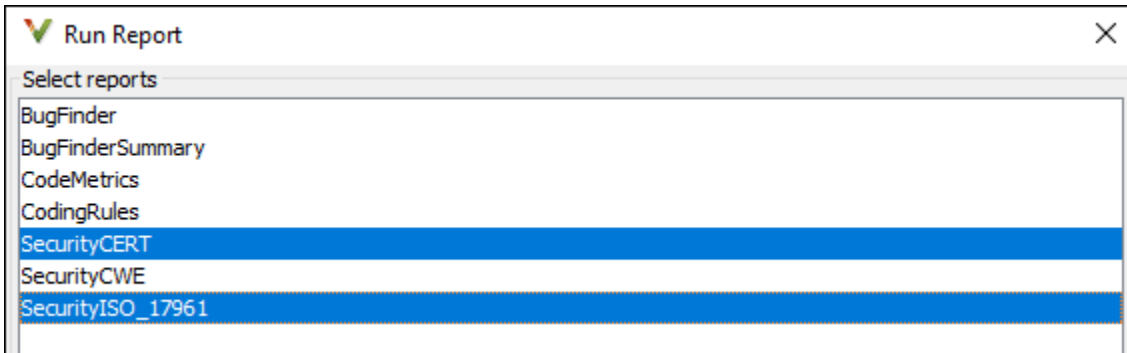 Run Report
Select reports
BugFinder
BugFinderSummary
CodeMetrics
CodingRules
SecurityCERT
SecurityCWE
SecurityISO_17961